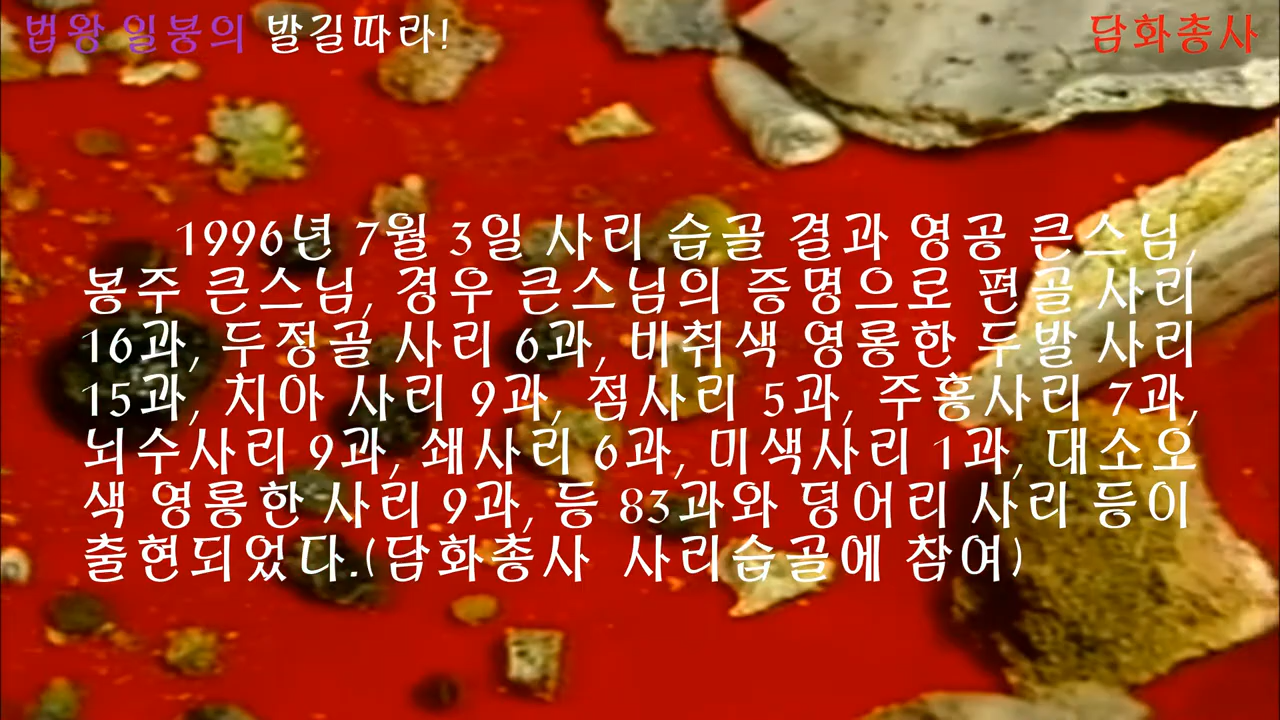 법왕 일붕의 발길따라!
담화총사
1996년 7월 3일 사리 습골 결과 영공 큰스님,
봉주 큰스님, 경우 큰스님의 증명으로 편골 사리
16과, 두정골 사리 6과, 비취색 영롱한 두발 사리
15과, 치아 사리 9과, 점사리 5과, 주홍사리 7과,
뇌수사리 9과, 쇄사리 6과, 미색사리 1과, 대소오
색 영롱한 사리 9과, 등 83과와 덩어리 사리 등이
출현되었다.(담화총사 사리습골에 참여)